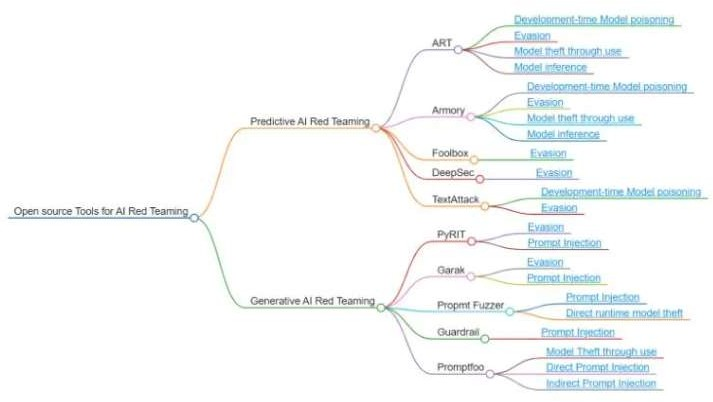 Open source Tools for AI Red Teaming
Predictive AI Red Teaming
ART
Development-time Model poisoning
Evasion
Model theft through use
Model inference
Armory
Development-time Model poisoning
Evasion
Model theft through use
Model inference
Foolbox
Evasion
DeepSec
Evasion
TextAttack
Development-time Model poisoning
Evasion
Generative AI Red Teaming
PyRIT
Evasion
Prompt Injection
Garak
Evasion
Prompt Injection
Propmt Fuzzer
Prompt Injection
Direct runtime model theft
Guardrail
Prompt Injection
Promptfoo
Model Theft through use
Direct Prompt Injection
Indirect Prompt Injection